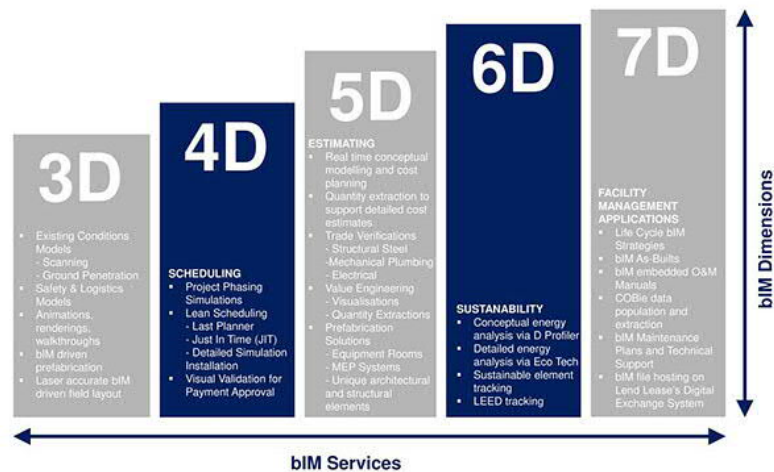 3D
▪ Existing Conditions
Models
- Scanning
- Ground Penetration
▪ Safety & Logistics
Models
▪ Animations,
renderings,
walkthroughs
▪ bIM driven
prefabrication
▪ Laser accurate bIM
driven field layout
4D
SCHEDULING
▪ Project Phasing
Simulations
▪ Lean Scheduling
- Last Planner
- Just In Time (JIT)
- Detailed Simulation
Installation
▪ Visual Validation for
Payment Approval
5D
ESTIMATING
▪ Real time conceptual
modelling and cost
planning
▪ Quantity extraction to
support detailed cost
estimates
▪ Trade Verifications
- Structural Steel
-Mechanical Plumbing
- Electrical
▪ Value Engineering
- Visualisations
- Quantity Extractions
▪ Prefabrication
Solutions
- Equipment Rooms
- MEP Systems
- Unique architectural
and structural
elements
6D
SUSTANABILITY
▪ Conceptual energy
analysis via D Profiler
▪ Detailed energy
analysis via Eco Tech
▪ Sustainable element
tracking
▪ LEED tracking
7D
FACILITY
MANAGEMENT
APPLICATIONS
▪ Life Cycle bIM
Strategies
▪ bIM As-Builts
▪ bIM embedded O&M
Manuals
▪ COBie data
population and
extraction
▪ bIM Maintenance
Plans and Technical
Support
▪ bIM file hosting on
Lend Lease's Digital
Exchange System
bIM Dimensions
bIM Services